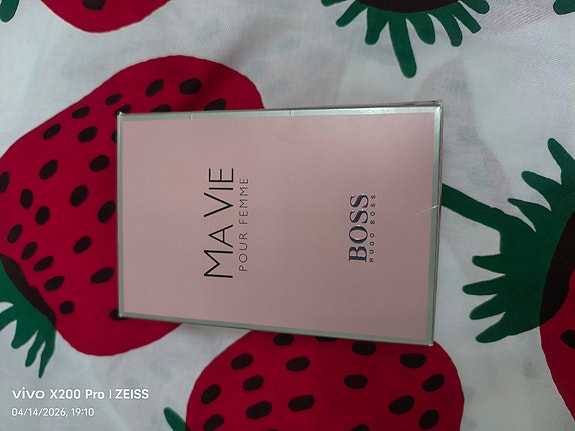 MA VIE
POUR FEMME
BOSS
HUGO BOSS
vivo X200 Pro | ZEISS
04/14/2026, 19:10